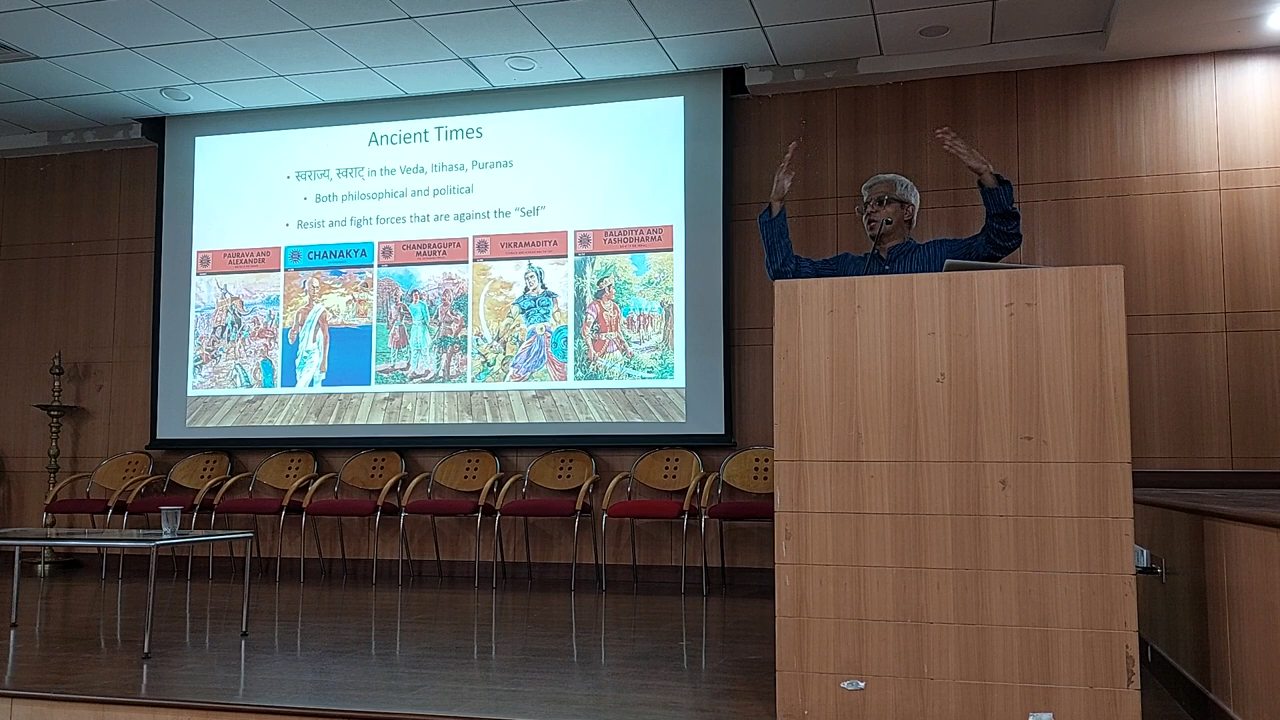 Ancient Times
• स्वराज्य, स्वराट् in the Veda, Itihasa, Puranas
• Both philosophical and political
• Resist and fight forces that are against the “Self”
PAURAVA AND
ALEXANDER
CHANAKYA
CHANDRAGUPTA
MAURYA
VIKRAMADITYA
BALADITYA AND
YASHODHARMA